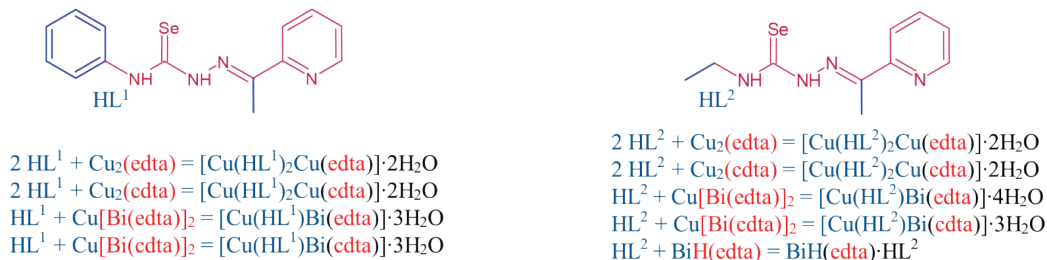 Se
N
NH
NH
N
HL¹
2 HL¹ + Cu₂(edta) = [Cu(HL¹)₂Cu(edta)]·2H₂O
2 HL¹ + Cu₂(cdta) = [Cu(HL¹)₂Cu(cdta)]·2H₂O
HL¹ + Cu[Bi(edta)]₂ = [Cu(HL¹)Bi(edta)]·3H₂O
HL¹ + Cu[Bi(cdta)]₂ = [Cu(HL¹)Bi(cdta)]·3H₂O
Se
N
NH
NH
N
HL²
2 HL² + Cu₂(edta) = [Cu(HL²)₂Cu(edta)]·2H₂O
2 HL² + Cu₂(cdta) = [Cu(HL²)₂Cu(cdta)]·2H₂O
HL² + Cu[Bi(edta)]₂ = [Cu(HL²)Bi(edta)]·4H₂O
HL² + Cu[Bi(cdta)]₂ = [Cu(HL²)Bi(cdta)]·3H₂O
HL² + BiH(edta) = BiH(edta)·HL²